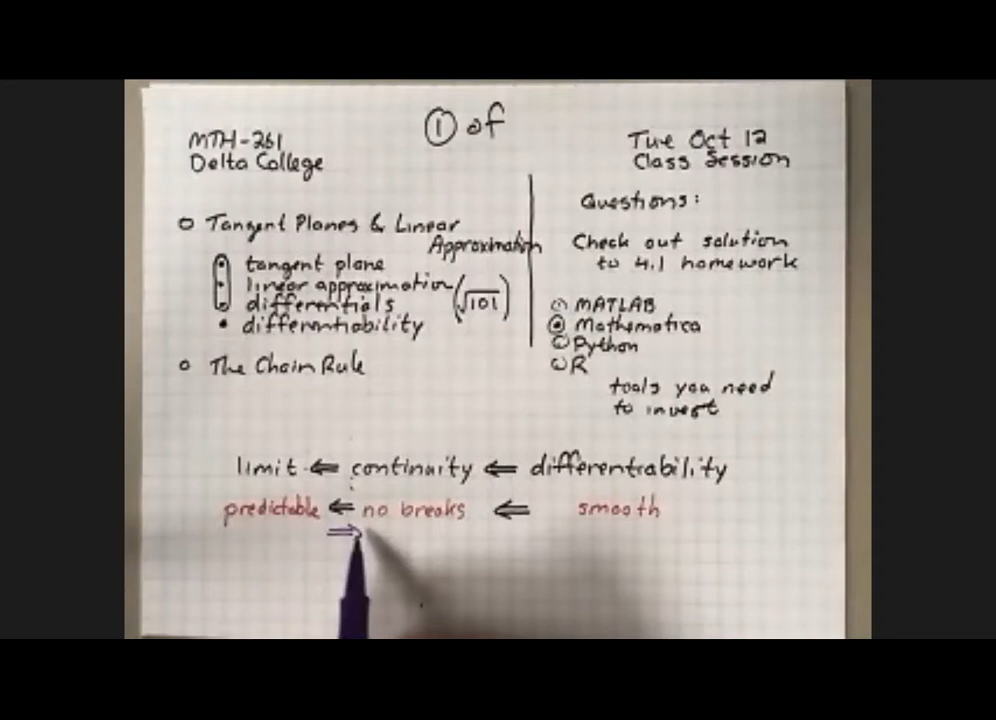 ① of
MTH-261
Delta College
Tue Oct 12
Class Session
○ Tangent Planes & Linear
Approximation
tangent plane
linear approximation (√101)
differentials
• differentiability
○ The Chain Rule
Questions:
Check out solution
to 4.1 homework
○ MATLAB
Mathematica
○ Python
○ R
tools you need
to invest
limit ⇐ continuity ⇐ differentiability
predictable ⇐ no breaks ⇐ smooth
⇒